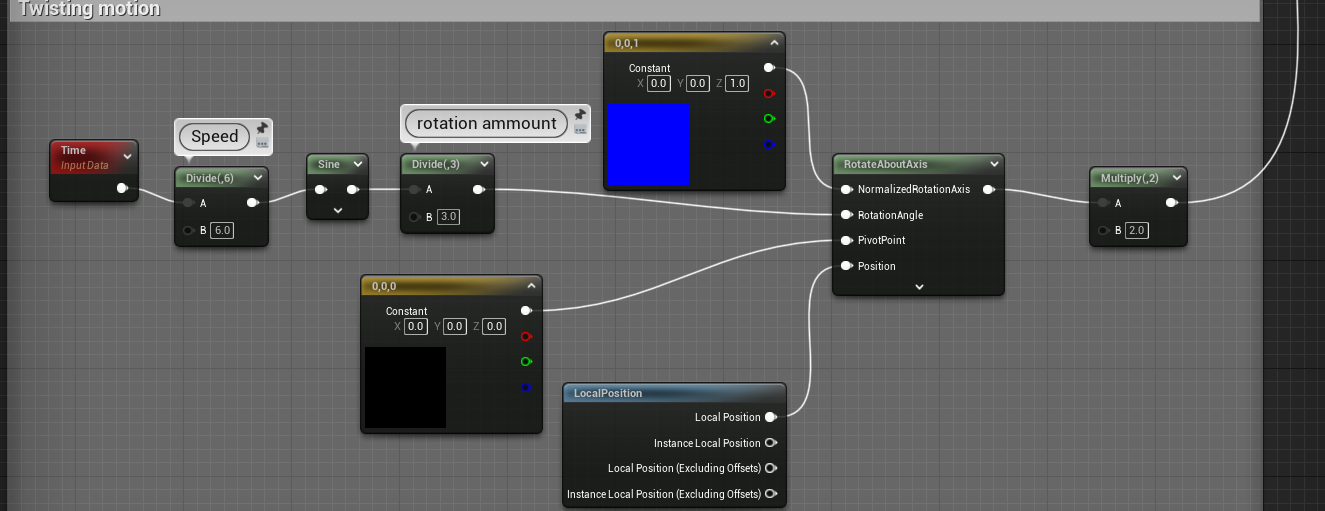 Twisting motion
0,0,1
Constant
X 0.0 Y 0.0 Z 1.0
Speed
rotation ammount
Time
Input Data
Divide(,6)
A
B 6.0
Sine
Divide(,3)
A
B 3.0
RotateAboutAxis
NormalizedRotationAxis
RotationAngle
PivotPoint
Position
Multiply(,2)
A
B 2.0
0,0,0
Constant
X 0.0 Y 0.0 Z 0.0
LocalPosition
Local Position
Instance Local Position
Local Position (Excluding Offsets)
Instance Local Position (Excluding Offsets)